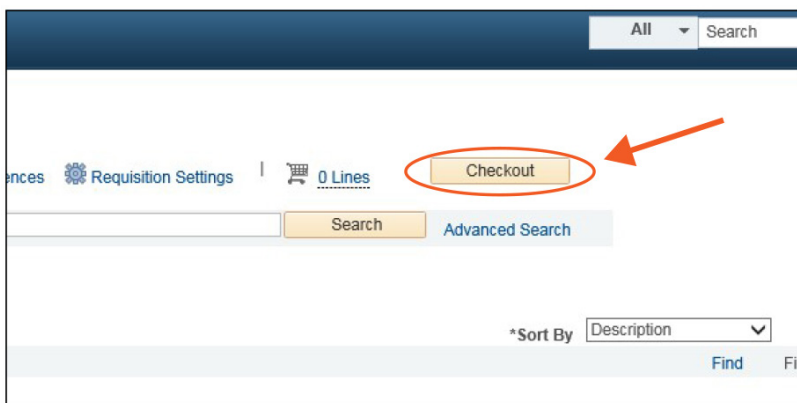 All Search
ences Requisition Settings | 0 Lines Checkout
Search Advanced Search
*Sort By Description
Find Fi